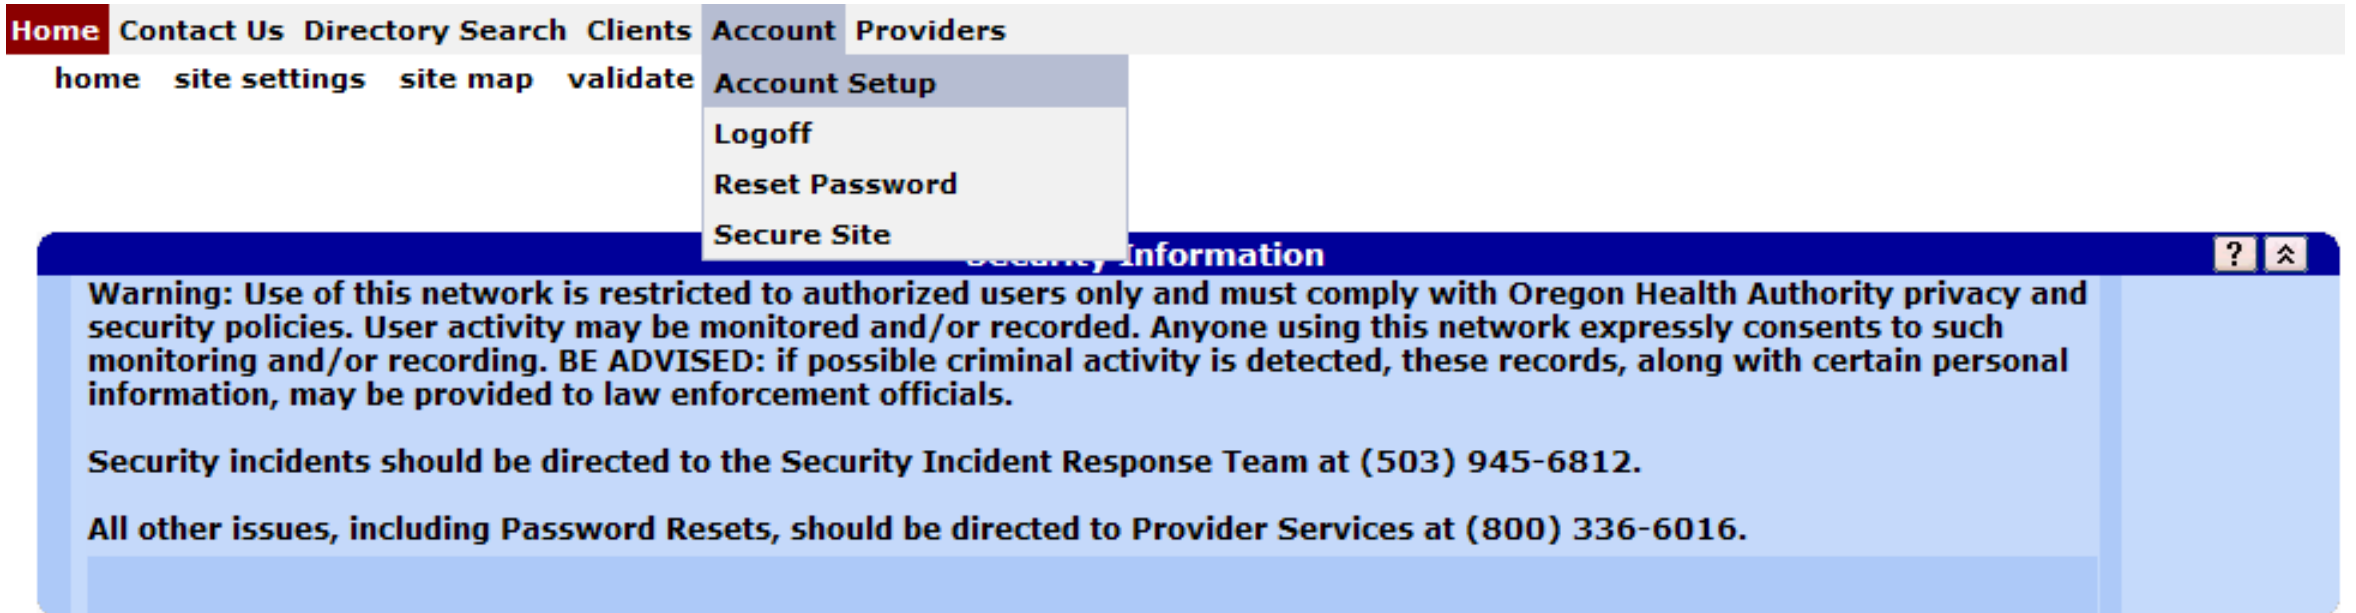 Home Contact Us Directory Search Clients Account Providers
home site settings site map validate
Account Setup
Logoff
Reset Password
Secure Site
Security Information ?
Warning: Use of this network is restricted to authorized users only and must comply with Oregon Health Authority privacy and
security policies. User activity may be monitored and/or recorded. Anyone using this network expressly consents to such
monitoring and/or recording. BE ADVISED: if possible criminal activity is detected, these records, along with certain personal
information, may be provided to law enforcement officials.
Security incidents should be directed to the Security Incident Response Team at (503) 945-6812.
All other issues, including Password Resets, should be directed to Provider Services at (800) 336-6016.